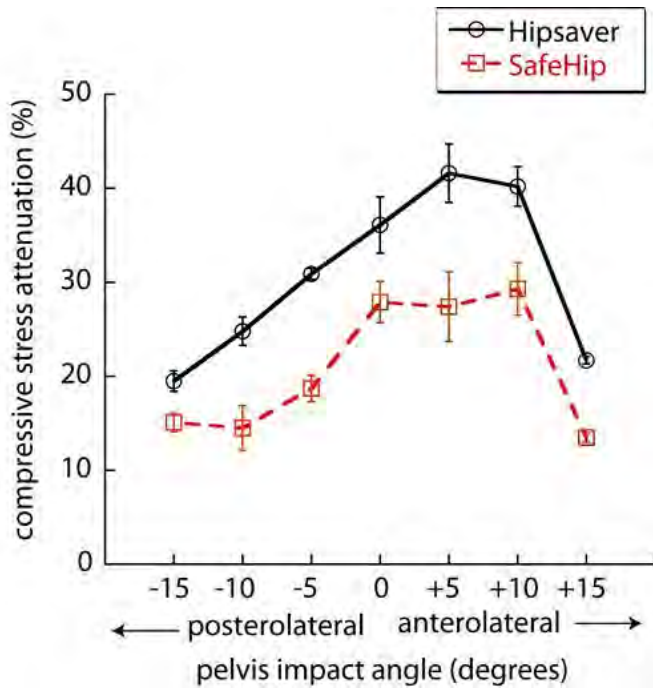 Hipsaver
SafeHip
compressive stress attenuation (%)
50
40
30
20
10
0
-15 -10 -5 0 +5 +10 +15
posterolateral anterolateral
pelvis impact angle (degrees)